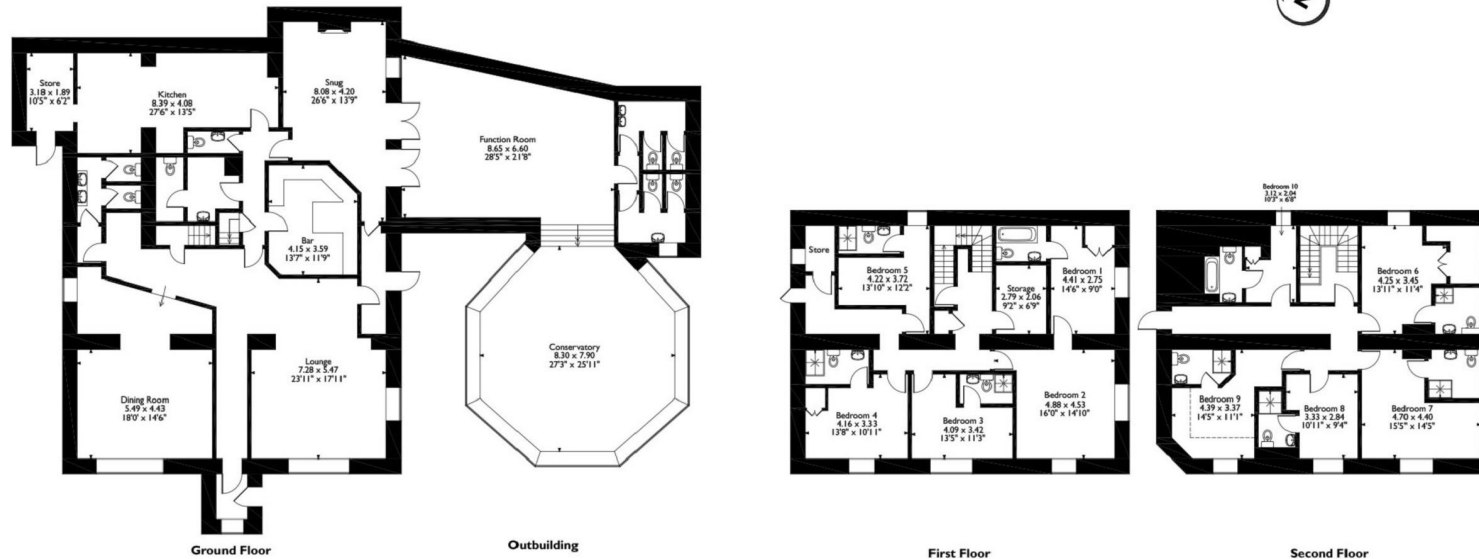 Store
3.18 x 1.89
10'5" x 6'2"
Kitchen
8.39 x 4.08
27'6" x 13'5"
Snug
8.08 x 4.20
26'6" x 13'9"
Function Room
8.65 x 6.60
28'5" x 21'8"
Bar
4.15 x 3.59
13'7" x 11'9"
Conservatory
8.30 x 7.90
27'3" x 25'11"
Lounge
7.28 x 5.47
23'11" x 17'11"
Dining Room
5.49 x 4.43
18'0" x 14'6"
Ground Floor
Outbuilding
Store
Bedroom 5
4.22 x 3.72
13'10" x 12'2"
Storage
2.79 x 2.06
9'2" x 6'9"
Bedroom 1
4.41 x 2.75
14'6" x 9'0"
Bedroom 4
4.16 x 3.33
13'8" x 10'11"
Bedroom 3
4.09 x 3.42
13'5" x 11'3"
Bedroom 2
4.88 x 4.53
16'0" x 14'10"
First Floor
Bedroom 10
3.12 x 2.04
10'3" x 6'8"
Bedroom 6
4.25 x 3.45
13'11" x 11'4"
Bedroom 9
4.39 x 3.37
14'5" x 11'1"
Bedroom 8
3.33 x 2.84
10'11" x 9'4"
Bedroom 7
4.70 x 4.40
15'5" x 14'5"
Second Floor